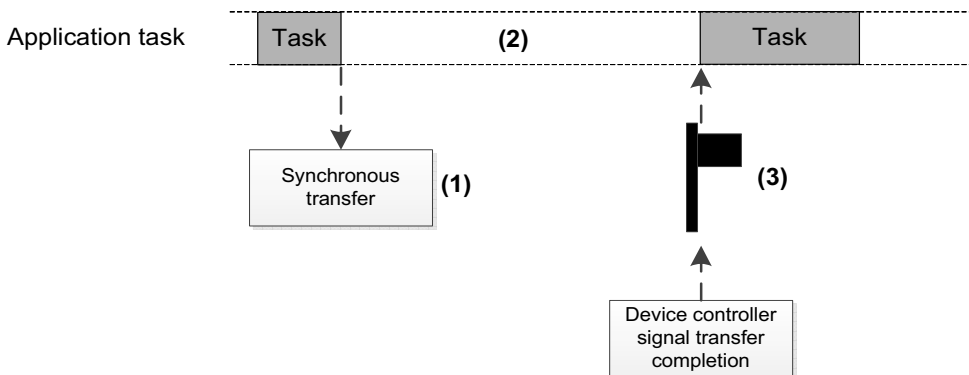 Application task
Task
(2)
Task
Synchronous
transfer
(1)
(3)
Device controller
signal transfer
completion